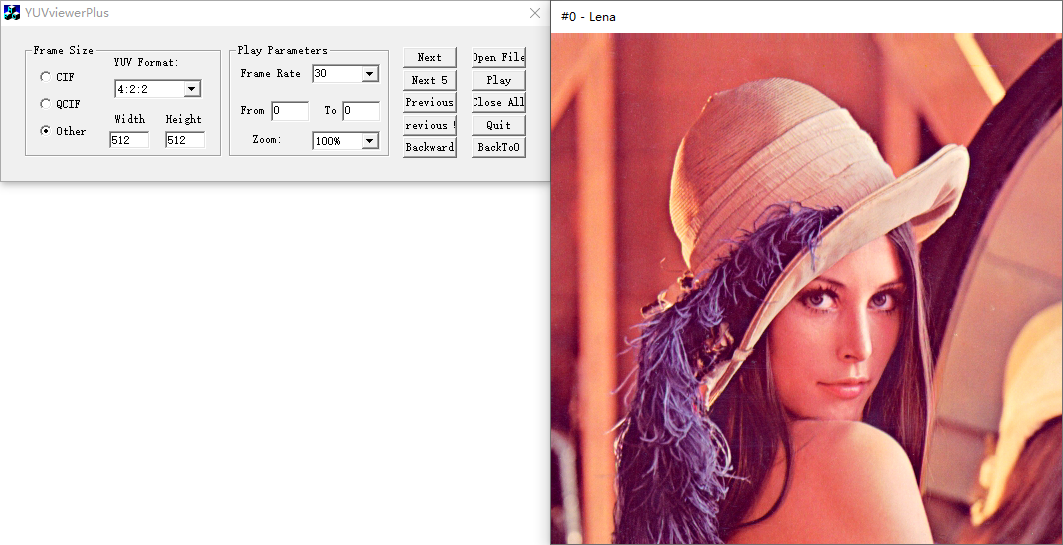 YUVviewerPlus
Frame Size
CIF
QCIF
Other
YUV Format:
4:2:2
Width Height
512 512
Play Parameters
Frame Rate 30
From 0 To 0
Zoom: 100%
Next Open File
Next 5 Play
Previous Close All
revious Quit
Backward BackTo0
#0 - Lena